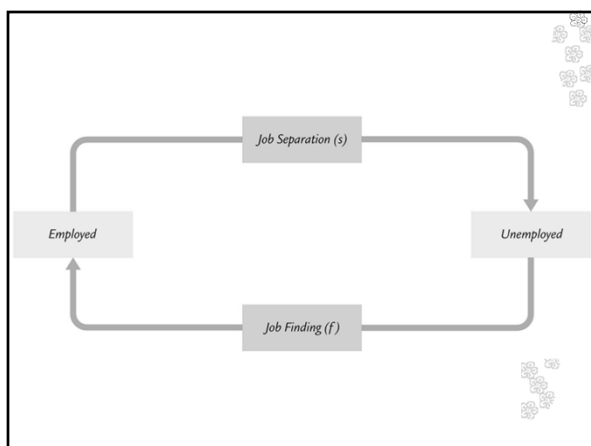 Job Separation (s)
Employed
Unemployed
Job Finding (f)